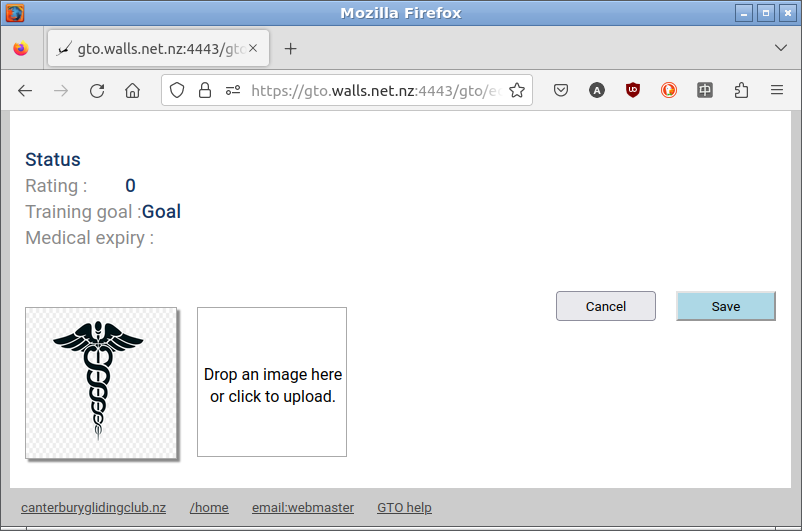 Mozilla Firefox
gto.walls.net.nz:4443/gto
https://gto.walls.net.nz:4443/gto/e
Status
Rating : 0
Training goal :Goal
Medical expiry :
Cancel Save
Drop an image here
or click to upload.
canterburyglidingclub.nz /home email:webmaster GTO help